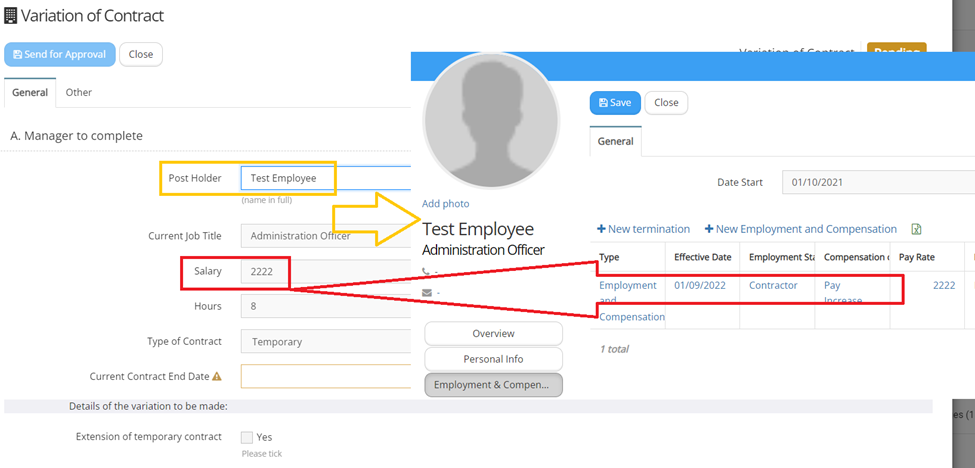 Variation of Contract
Send for Approval
Close
Variation of Contract
Pending
General
Other
A. Manager to complete
Post Holder
Test Employee
(name in full)
Current Job Title
Administration Officer
Salary
2222
Hours
8
Type of Contract
Temporary
Current Contract End Date
Details of the variation to be made:
Extension of temporary contract
Yes
Please tick
Add photo
Test Employee
Administration Officer
-
-
Overview
Personal Info
Employment & Compen...
Save
Close
General
Date Start
01/10/2021
New termination
New Employment and Compensation
Type
Effective Date
Employment Sta
Compensation c
Pay Rate
Employment
and
Compensation
01/09/2022
Contractor
Pay
Increase
2222
1 total
es (1